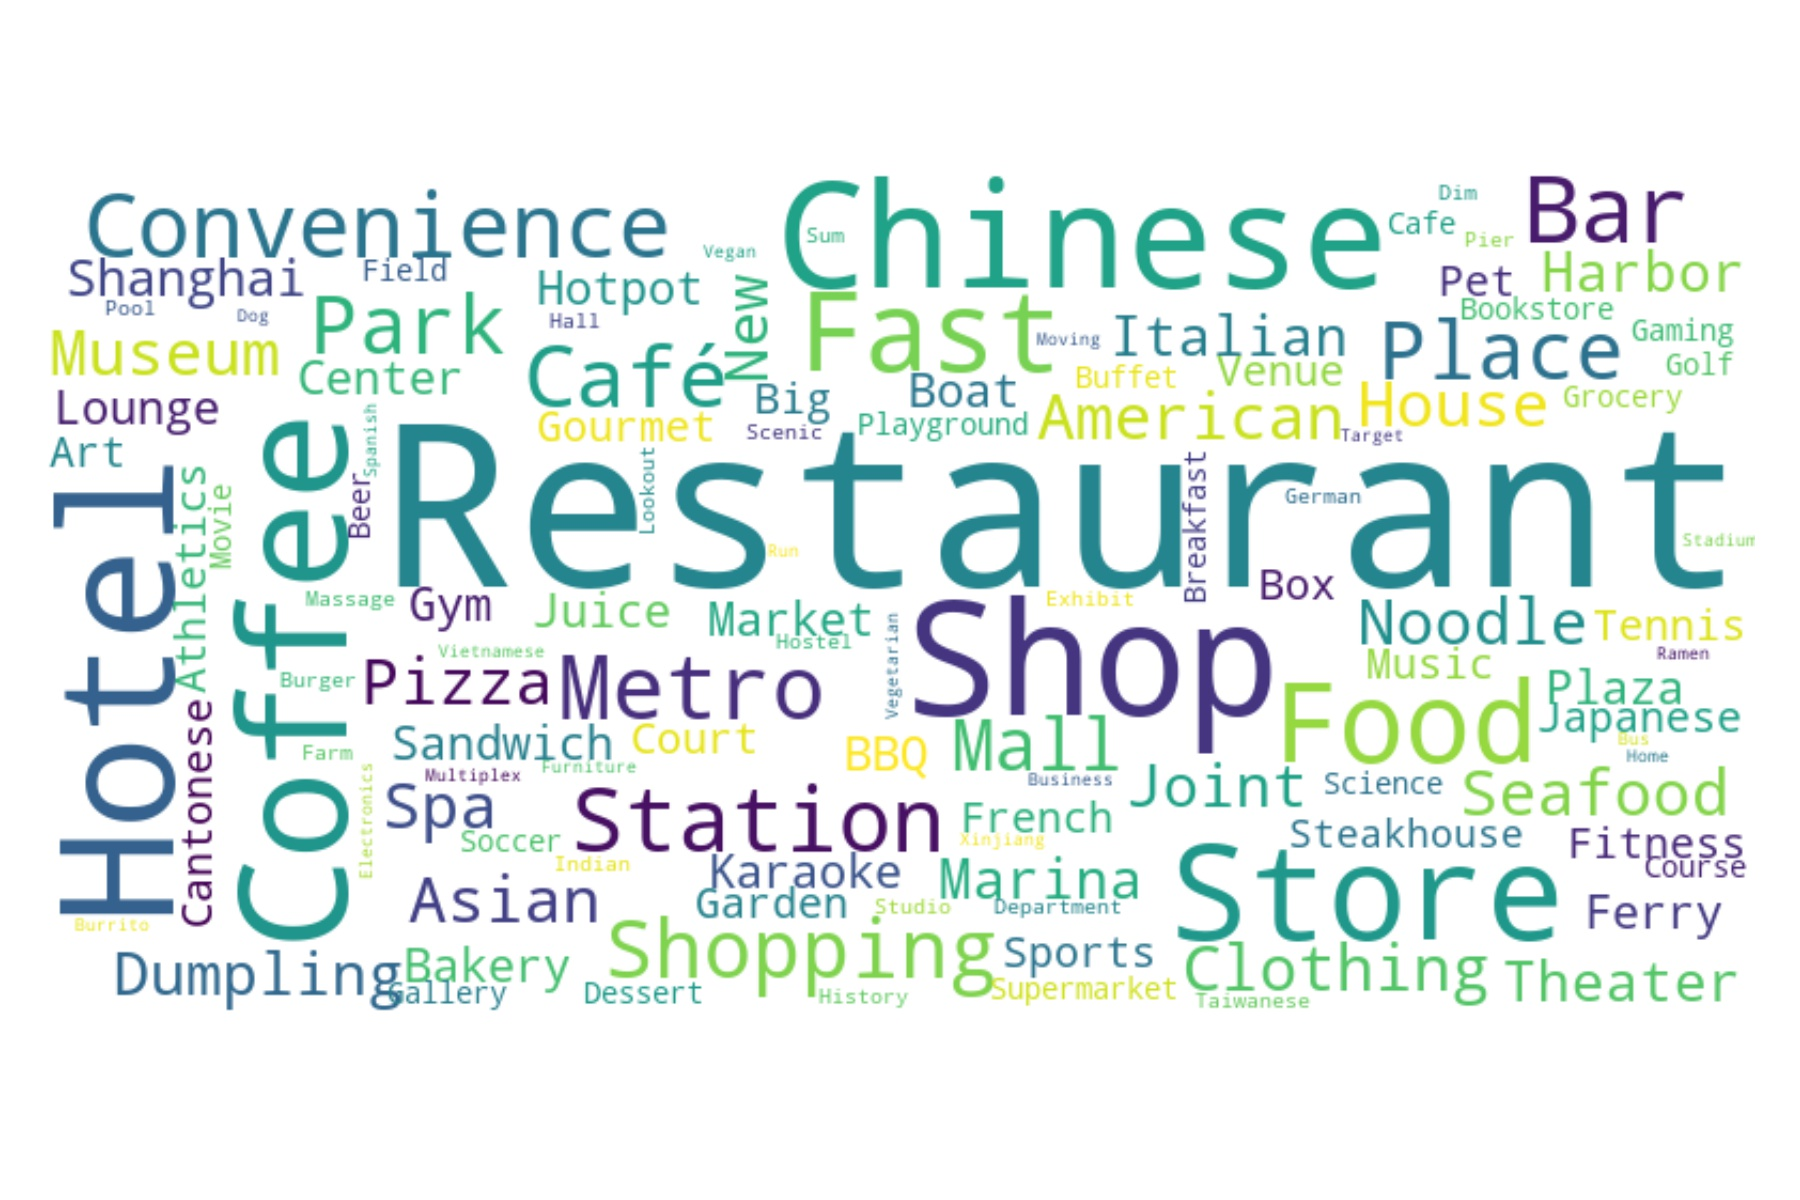 Convenience
Chinese
Sum
Dim
Cafe
Pier
Bar
Vegan
Shanghai
Field
Hotpot
New
Pet
Harbor
Pool
Dog
Hall
Park
Fast
Moving
Italian
Place
Bookstore
Gaming
Museum
Center
Café
Big
Boat
Buffet
Venue
House
Golf
Grocery
Lounge
Gourmet
Scenic
Playground
American
Target
Art
Spanish
Hotel
Coffee
Restaurant
Athletics
Movie
Beer
Lookout
Run
Breakfast
German
Stadium
Massage
Gym
Juice
Market
Hostel
Vegetarian
Shop
Exhibit
Box
Noodle
Tennis
Vietnamese
Burger
Pizza
Metro
Music
Ramen
Food
Plaza
Japanese
Cantonese
Farm
Sandwich
Court
BBQ
Mall
Bus
Home
Multiplex
Furniture
Business
Joint
Science
Electronics
Spa
Station
French
Seafood
Soccer
Xinjiang
Steakhouse
Fitness
Indian
Karaoke
Marina
Store
Course
Asian
Garden
Studio
Department
Ferry
Burrito
Dumpling
Bakery
Shopping
Sports
Clothing
Theater
Gallery
Dessert
History
Supermarket
Taiwanese